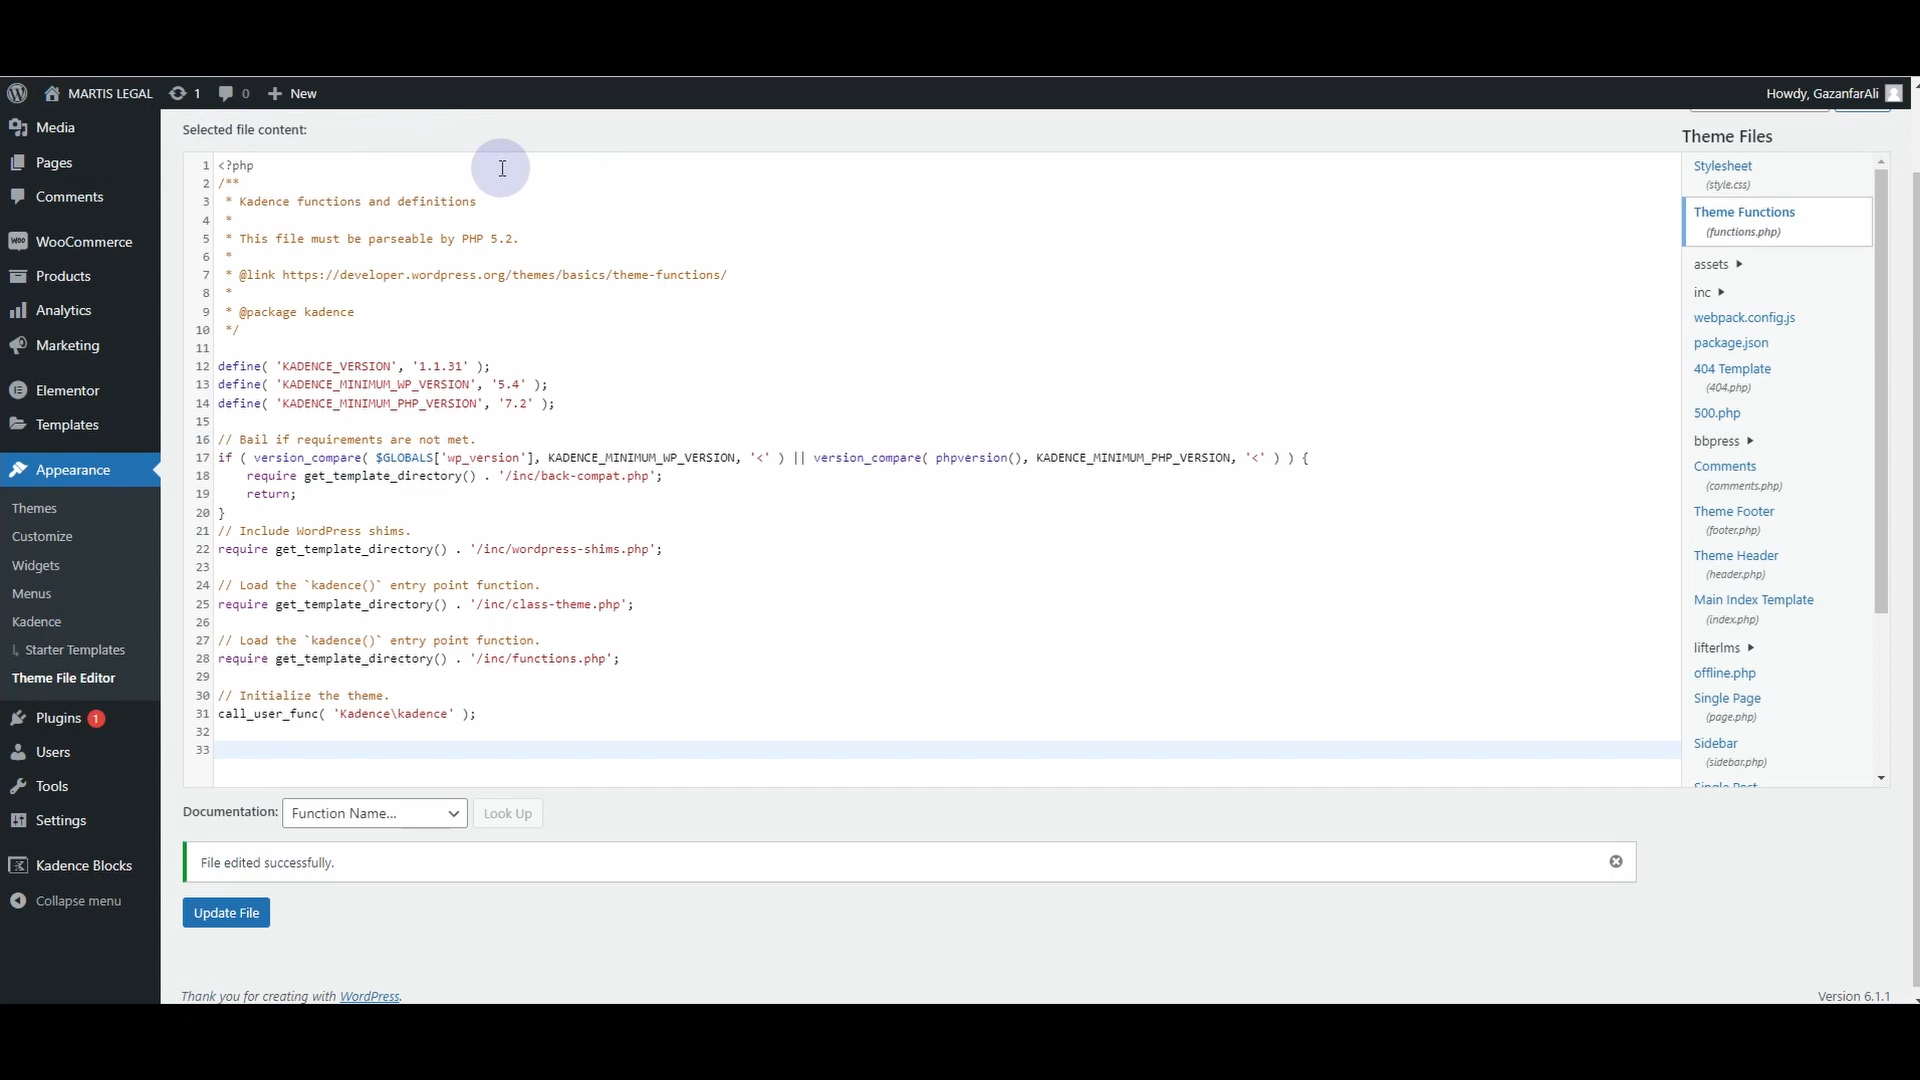 MARTIS LEGAL 1 0 New Howdy, GazanfarAli
Media
Pages
Comments
WooCommerce
Products
Analytics
Marketing
Elementor
Templates
Appearance
Themes
Customize
Widgets
Menus
Kadence
Starter Templates
Theme File Editor
Plugins 1
Users
Tools
Settings
Kadence Blocks
Collapse menu
Selected file content:
1 <?php
2 /**
3 * Kadence functions and definitions
4 *
5 * This file must be parseable by PHP 5.2.
6 *
7 * @link https://developer.wordpress.org/themes/basics/theme-functions/
8 *
9 * @package kadence
10 */
11
12 define( 'KADENCE_VERSION', '1.1.31' );
13 define( 'KADENCE_MINIMUM_WP_VERSION', '5.4' );
14 define( 'KADENCE_MINIMUM_PHP_VERSION', '7.2' );
15
16 // Bail if requirements are not met.
17 if ( version_compare( $GLOBALS['wp_version'], KADENCE_MINIMUM_WP_VERSION, '<' ) || version_compare( phpversion(), KADENCE_MINIMUM_PHP_VERSION, '<' ) ) {
18 require get_template_directory() . '/inc/back-compat.php';
19 return;
20 }
21 // Include WordPress shims.
22 require get_template_directory() . '/inc/wordpress-shims.php';
23
24 // Load the `kadence()` entry point function.
25 require get_template_directory() . '/inc/class-theme.php';
26
27 // Load the `kadence()` entry point function.
28 require get_template_directory() . '/inc/functions.php';
29
30 // Initialize the theme.
31 call_user_func( 'Kadence\kadence' );
32
33
Documentation: Function Name... Look Up
File edited successfully.
Update File
Thank you for creating with WordPress.
Version 6.1.1
Theme Files
Stylesheet
(style.css)
Theme Functions
(functions.php)
assets
inc
webpack.config.js
package.json
404 Template
(404.php)
500.php
bbpress
Comments
(comments.php)
Theme Footer
(footer.php)
Theme Header
(header.php)
Main Index Template
(index.php)
lifterlms
offline.php
Single Page
(page.php)
Sidebar
(sidebar.php)
Single Post